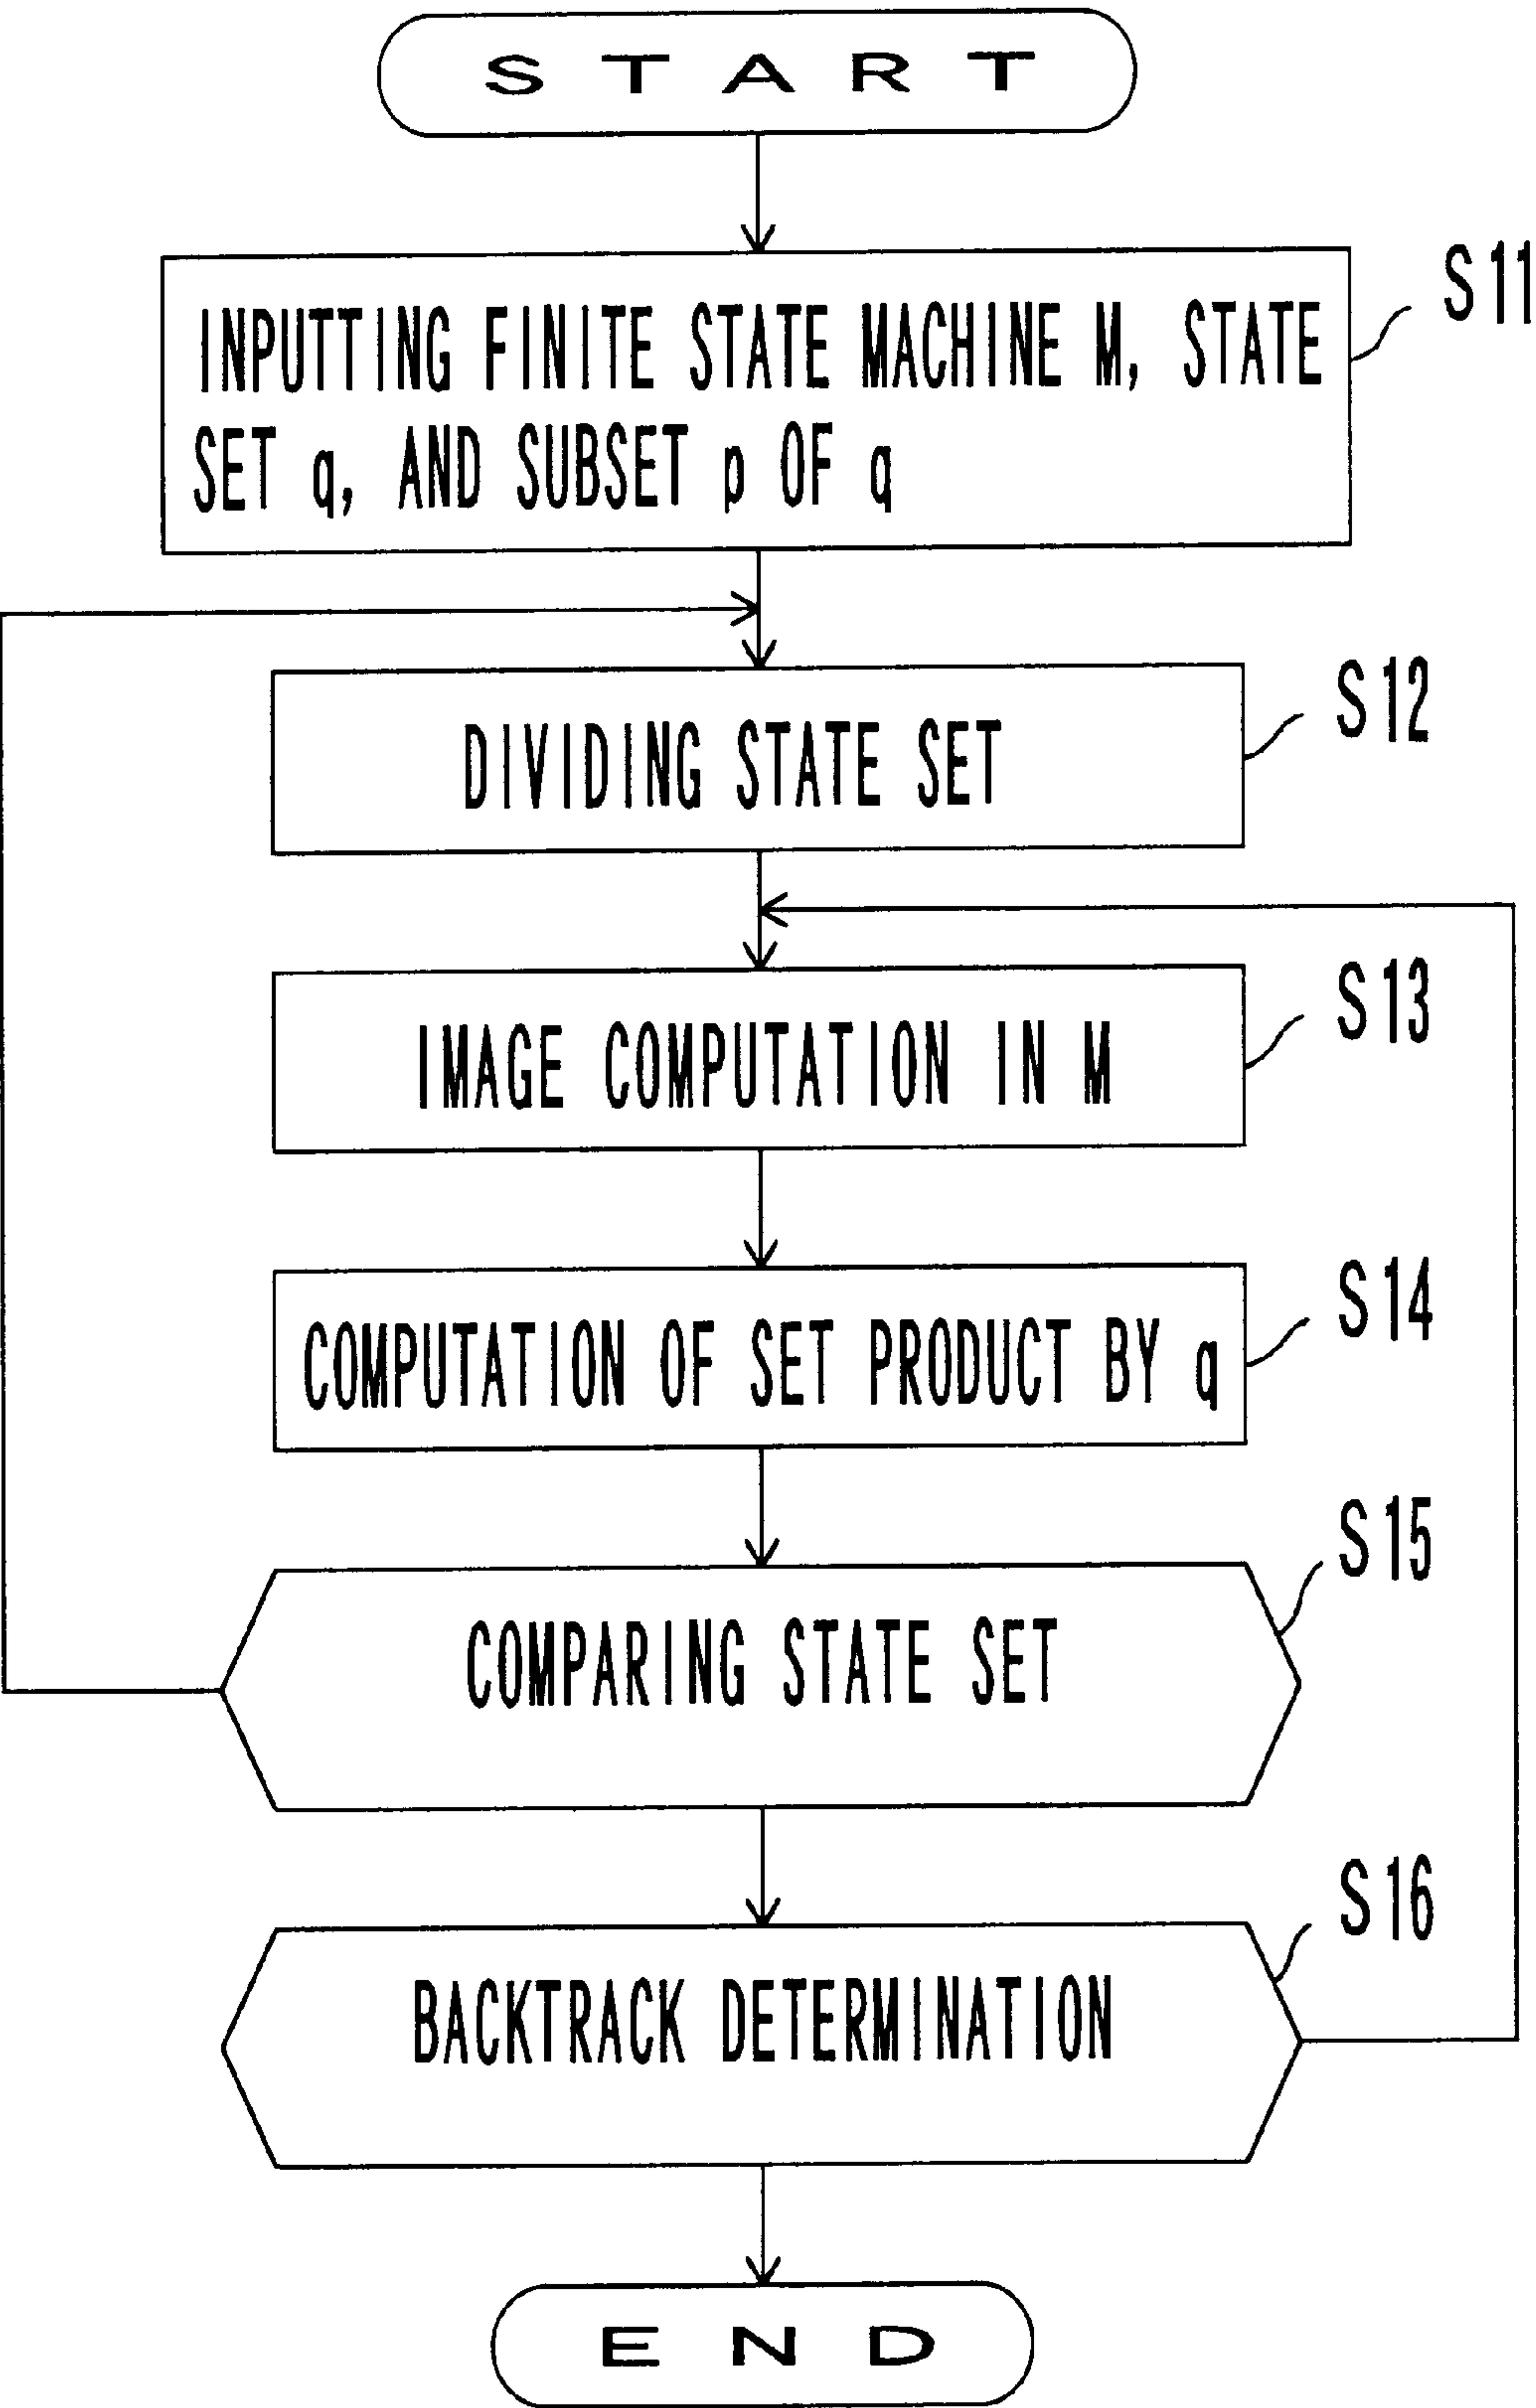 START
S11
INPUTTING FINITE STATE MACHINE M, STATE
SET q, AND SUBSET p OF q
S12
DIVIDING STATE SET
S13
IMAGE COMPUTATION IN M
S14
COMPUTATION OF SET PRODUCT BY q
S15
COMPARING STATE SET
S16
BACKTRACK DETERMINATION
END